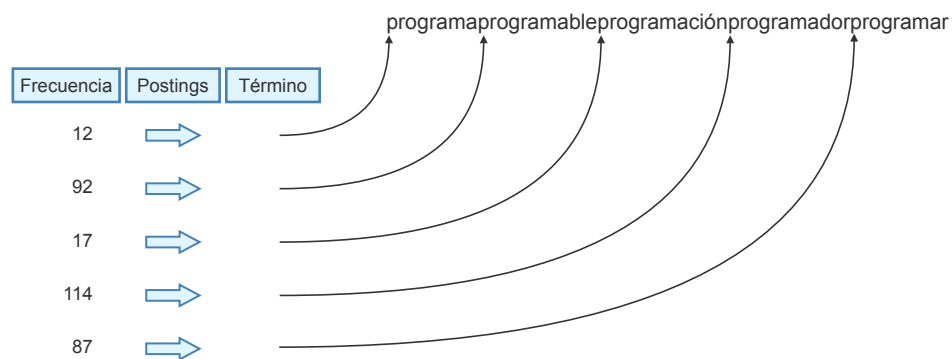 programaprogramableprogramaciónprogramadorprogramar
Frecuencia Postings Término
12
92
17
114
87